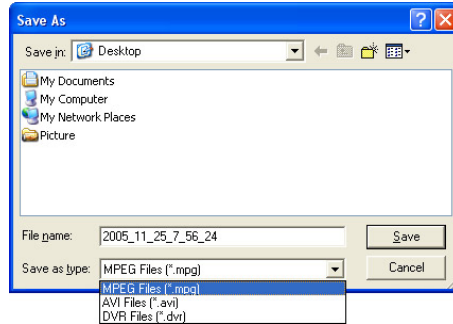 Save As
Save in: Desktop
My Documents
My Computer
My Network Places
Picture
File name: 2005_11_25_7_56_24 Save
Save as type: MPEG Files (*.mpg) Cancel
MPEG Files (*.mpg)
AVI Files (*.avi)
DVR Files (*.dvr)